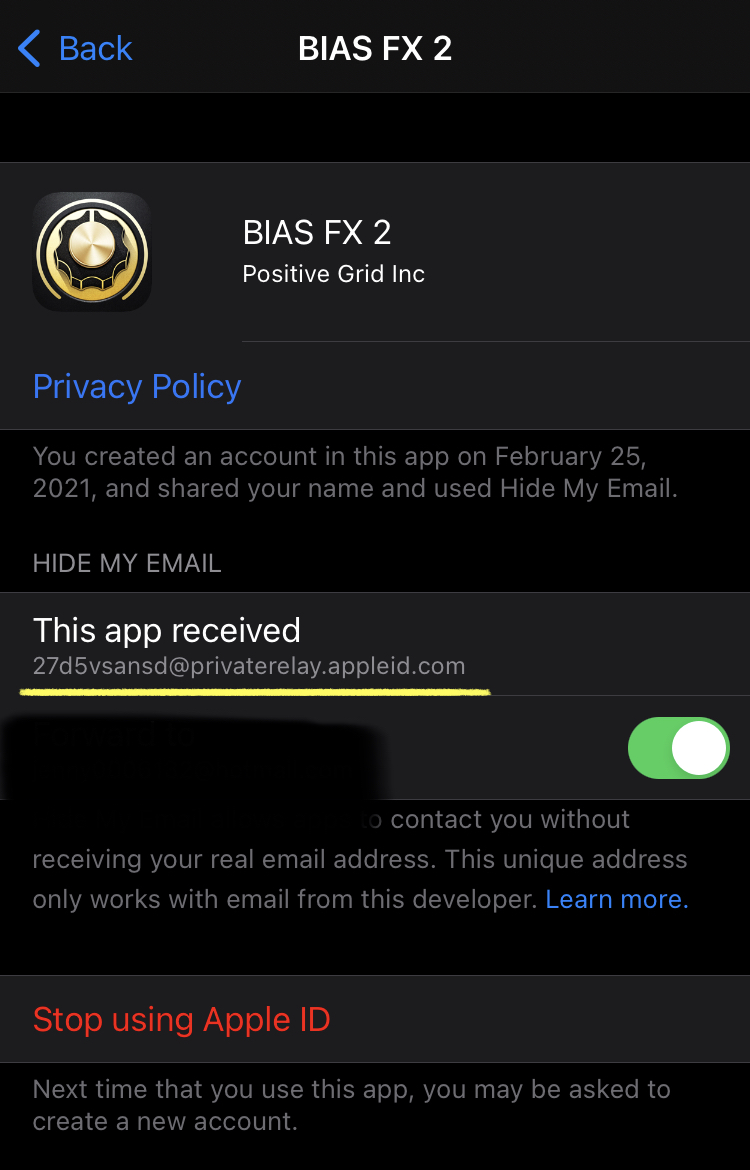 Back
BIAS FX 2
BIAS FX 2
Positive Grid Inc
Privacy Policy
You created an account in this app on February 25,
2021, and shared your name and used Hide My Email.
HIDE MY EMAIL
This app received
27d5vsansd@privaterelay.appleid.com
to contact you without
receiving your real email address. This unique address
only works with email from this developer. Learn more.
Stop using Apple ID
Next time that you use this app, you may be asked to
create a new account.